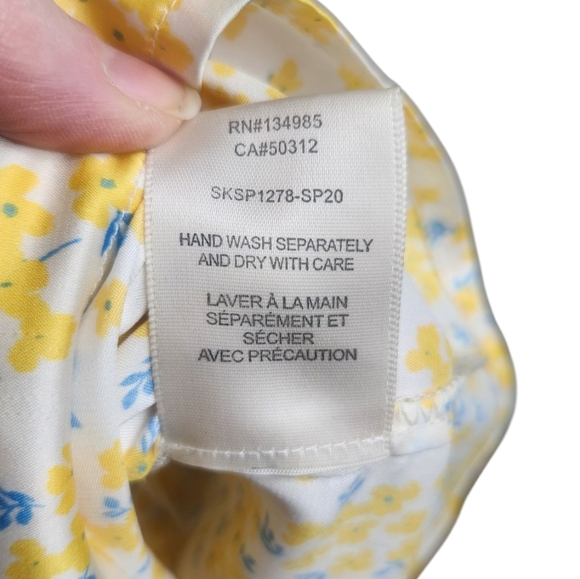 RN#134985
CA#50312
SKSP1278-SP20
HAND WASH SEPARATELY
AND DRY WITH CARE
LAVER À LA MAIN
SÉPARÉMENT ET
SÉCHER
AVEC PRÉCAUTION